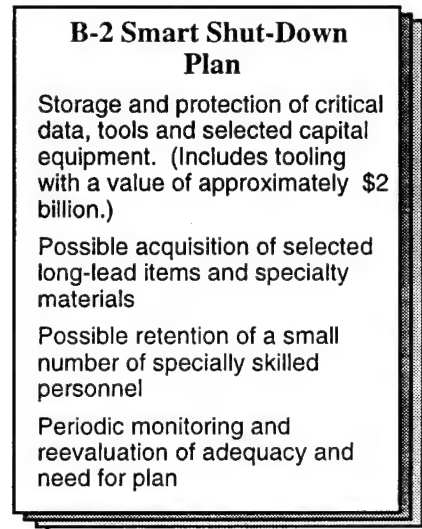 B-2 Smart Shut-Down
Plan
Storage and protection of critical
data, tools and selected capital
equipment. (Includes tooling
with a value of approximately $2
billion.)
Possible acquisition of selected
long-lead items and specialty
materials
Possible retention of a small
number of specially skilled
personnel
Periodic monitoring and
reevaluation of adequacy and
need for plan